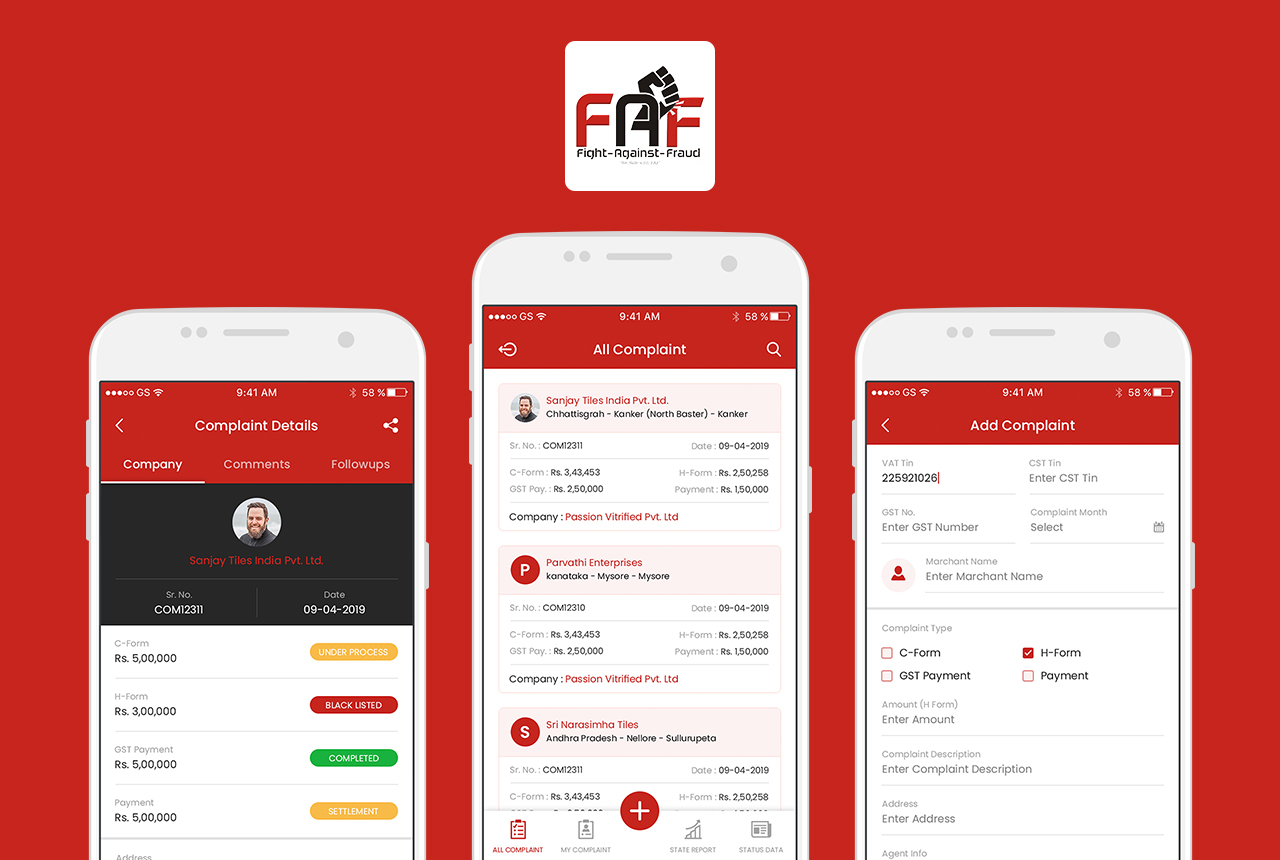 FAF
Fight-Against-Fraud
GS 9:41 AM 58 %
Complaint Details
Company Comments Followups
Sanjay Tiles India Pvt. Ltd.
Sr. No. Date
COM12311 09-04-2019
C-Form
Rs. 5,00,000 UNDER PROCESS
H-Form
Rs. 3,00,000 BLACK LISTED
GST Payment
Rs. 5,00,000 COMPLETED
Payment
Rs. 5,00,000 SETTLEMENT
Address
GS 9:41 AM 58 %
All Complaint
Sanjay Tiles India Pvt. Ltd.
Chhattisgrah - Kanker (North Baster) - Kanker
Sr. No. : COM12311 Date : 09-04-2019
C-Form : Rs. 3,43,453 H-Form : Rs. 2,50,258
GST Pay. : Rs. 2,50,000 Payment : Rs. 1,50,000
Company : Passion Vitrified Pvt. Ltd
P Parvathi Enterprises
kanataka - Mysore - Mysore
Sr. No. : COM12310 Date : 09-04-2019
C-Form : Rs. 3,43,453 H-Form : Rs. 2,50,258
GST Pay. : Rs. 2,50,000 Payment : Rs. 1,50,000
Company : Passion Vitrified Pvt. Ltd
S Sri Narasimha Tiles
Andhra Pradesh - Nellore - Sullurupeta
Sr. No. : COM12311 Date : 09-04-2019
C-Form : Rs. 3,43,453 H-Form : Rs. 2,50,258
ALL COMPLAINT MY COMPLAINT STATE REPORT STATUS DATA
GS 9:41 AM 58 %
Add Complaint
VAT Tin CST Tin
225921026 Enter CST Tin
GST No. Complaint Month
Enter GST Number Select
Marchant Name
Enter Marchant Name
Complaint Type
C-Form H-Form
GST Payment Payment
Amount (H Form)
Enter Amount
Complaint Description
Enter Complaint Description
Address
Enter Address
Agent Info